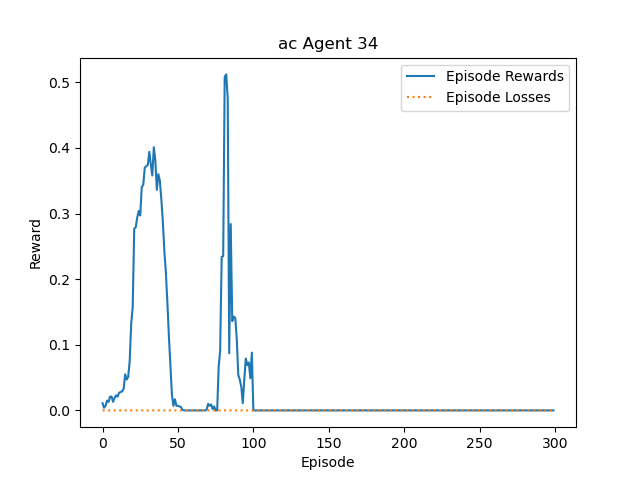 ac Agent 34
Episode Rewards
Episode Losses
Reward
0.5
0.4
0.3
0.2
0.1
0.0
0 50 100 150 200 250 300
Episode